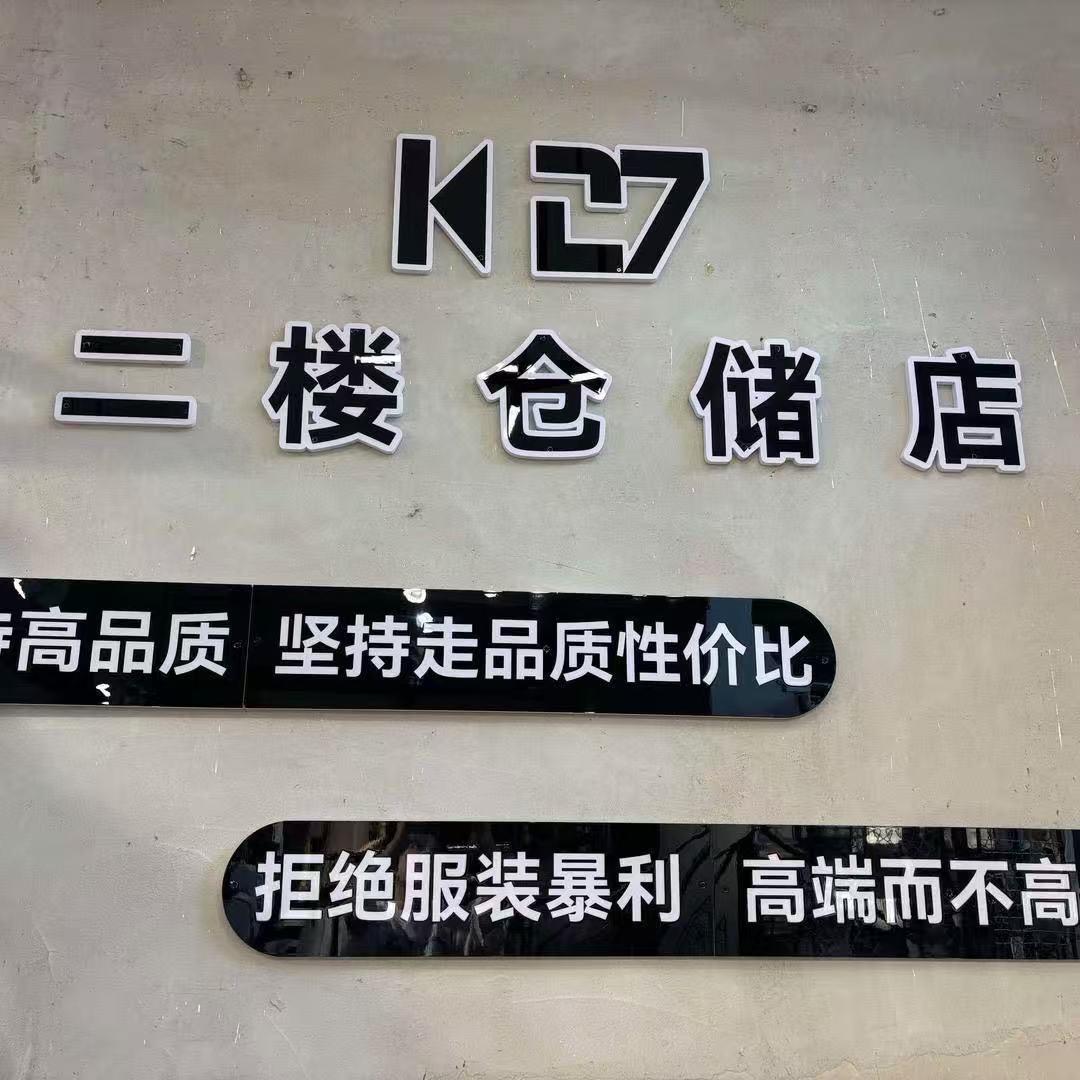 K27
二楼仓储店
高品质 坚持走品质性价比
拒绝服装暴利 高端而不高